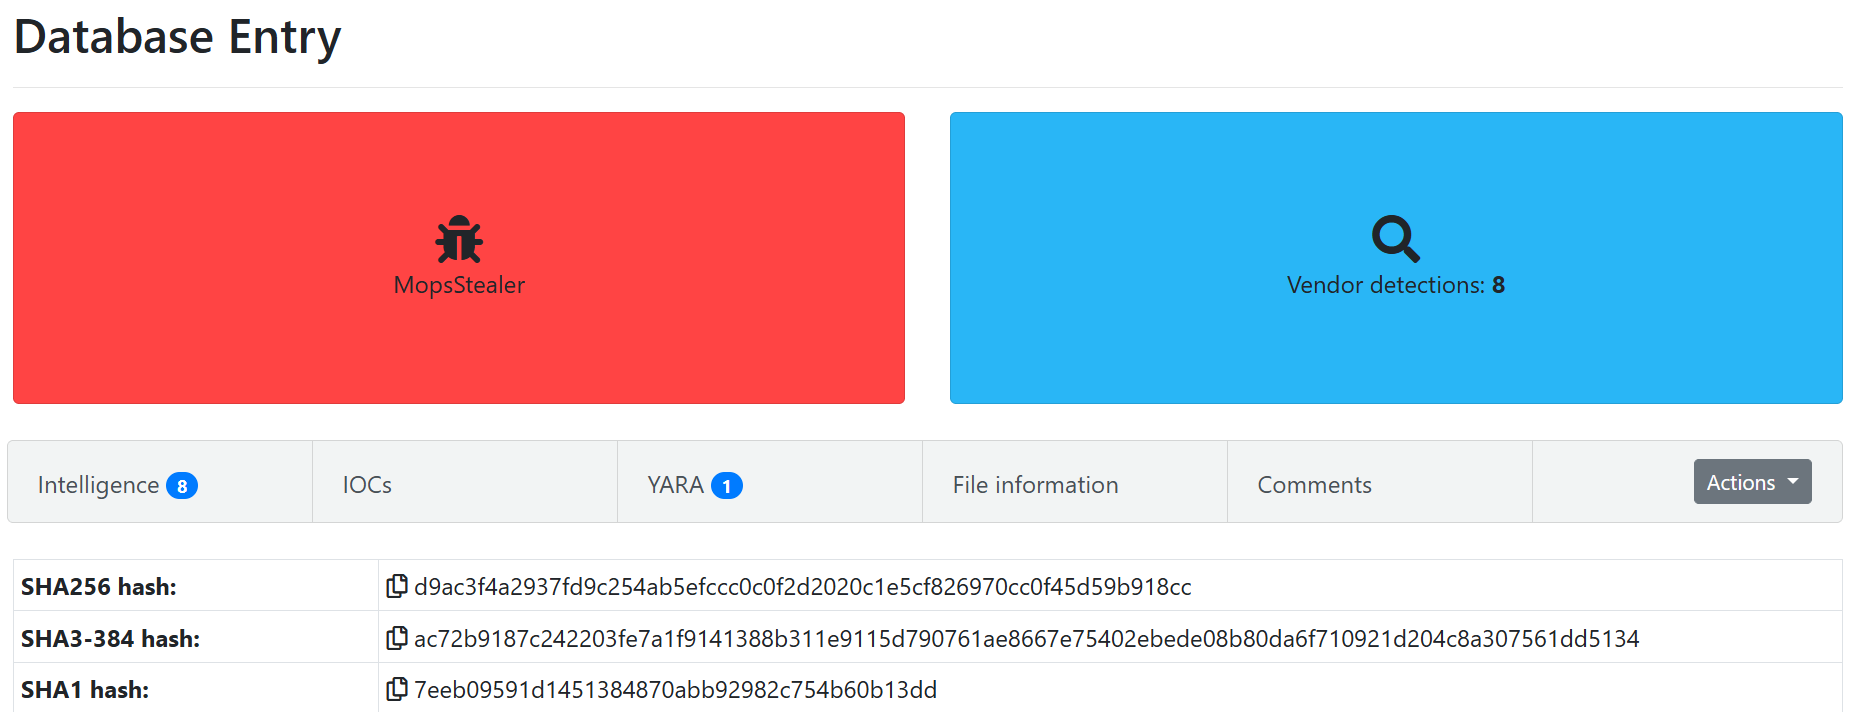 Database Entry
MopsStealer
Vendor detections: 8
Intelligence 8
IOCs
YARA 1
File information
Comments
Actions
SHA256 hash: d9ac3f4a2937fd9c254ab5efccc0c0f2d2020c1e5cf826970cc0f45d59b918cc
SHA3-384 hash: ac72b9187c242203fe7a1f9141388b311e9115d790761ae8667e75402ebede08b80da6f710921d204c8a307561dd5134
SHA1 hash: 7eeb09591d1451384870abb92982c754b60b13dd